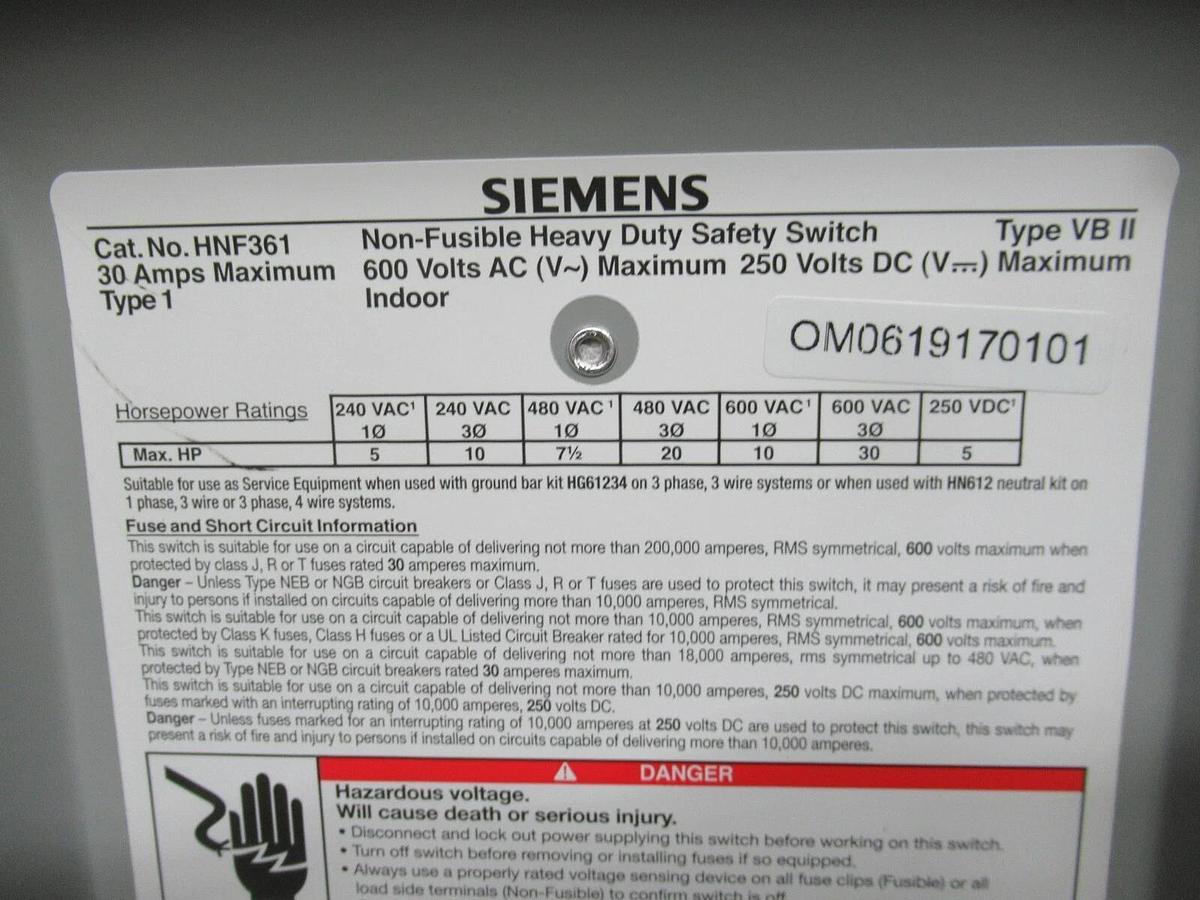 SIEMENS
Cat. No. HNF361 Non-Fusible Heavy Duty Safety Switch Type VB II
30 Amps Maximum 600 Volts AC (V~) Maximum 250 Volts DC (V⎓) Maximum
Type 1 Indoor
OM0619170101
Horsepower Ratings 240 VAC¹ 240 VAC 480 VAC¹ 480 VAC 600 VAC¹ 600 VAC 250 VDC¹
1Ø 3Ø 1Ø 3Ø 1Ø 3Ø
Max. HP 5 10 7½ 20 10 30 5
Suitable for use as Service Equipment when used with ground bar kit HG61234 on 3 phase, 3 wire systems or when used with HN612 neutral kit on
1 phase, 3 wire or 3 phase, 4 wire systems.
Fuse and Short Circuit Information
This switch is suitable for use on a circuit capable of delivering not more than 200,000 amperes, RMS symmetrical, 600 volts maximum when
protected by class J, R or T fuses rated 30 amperes maximum.
Danger – Unless Type NEB or NGB circuit breakers or Class J, R or T fuses are used to protect this switch, it may present a risk of fire and
injury to persons if installed on circuits capable of delivering more than 10,000 amperes, RMS symmetrical.
This switch is suitable for use on a circuit capable of delivering not more than 10,000 amperes, RMS symmetrical, 600 volts maximum, when
protected by Class K fuses, Class H fuses or a UL Listed Circuit Breaker rated for 10,000 amperes, RMS symmetrical, 600 volts maximum.
This switch is suitable for use on a circuit capable of delivering not more than 18,000 amperes, rms symmetrical up to 480 VAC, when
protected by Type NEB or NGB circuit breakers rated 30 amperes maximum.
This switch is suitable for use on a circuit capable of delivering not more than 10,000 amperes, 250 volts DC maximum, when protected by
fuses marked with an interrupting rating of 10,000 amperes, 250 volts DC.
Danger – Unless fuses marked for an interrupting rating of 10,000 amperes at 250 volts DC are used to protect this switch, this switch may
present a risk of fire and injury to persons if installed on circuits capable of delivering more than 10,000 amperes.
DANGER
Hazardous voltage.
Will cause death or serious injury.
• Disconnect and lock out power supplying this switch before working on this switch.
• Turn off switch before removing or installing fuses if so equipped.
• Always use a properly rated voltage sensing device on all fuse clips (Fusible) or all
load side terminals (Non-Fusible) to confirm switch is off.